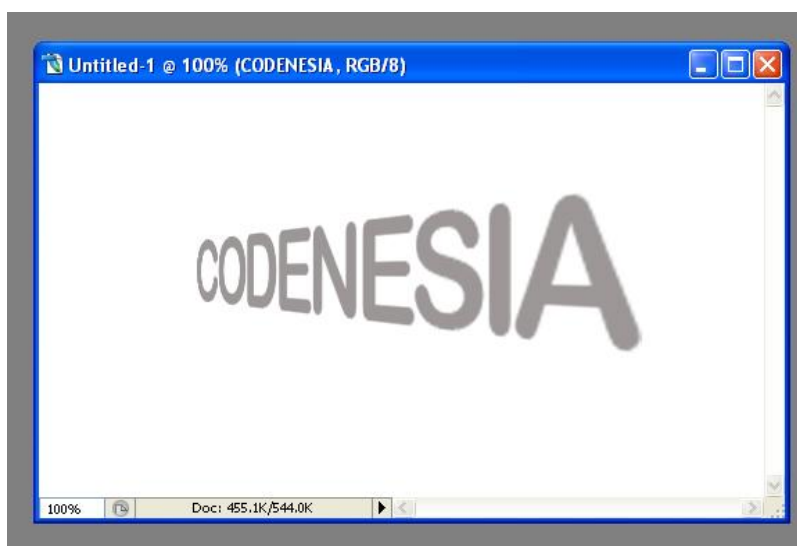 Untitled-1 @ 100% (CODENESIA, RGB/8)
CODENESIA
100% Doc: 455.1K/544.0K